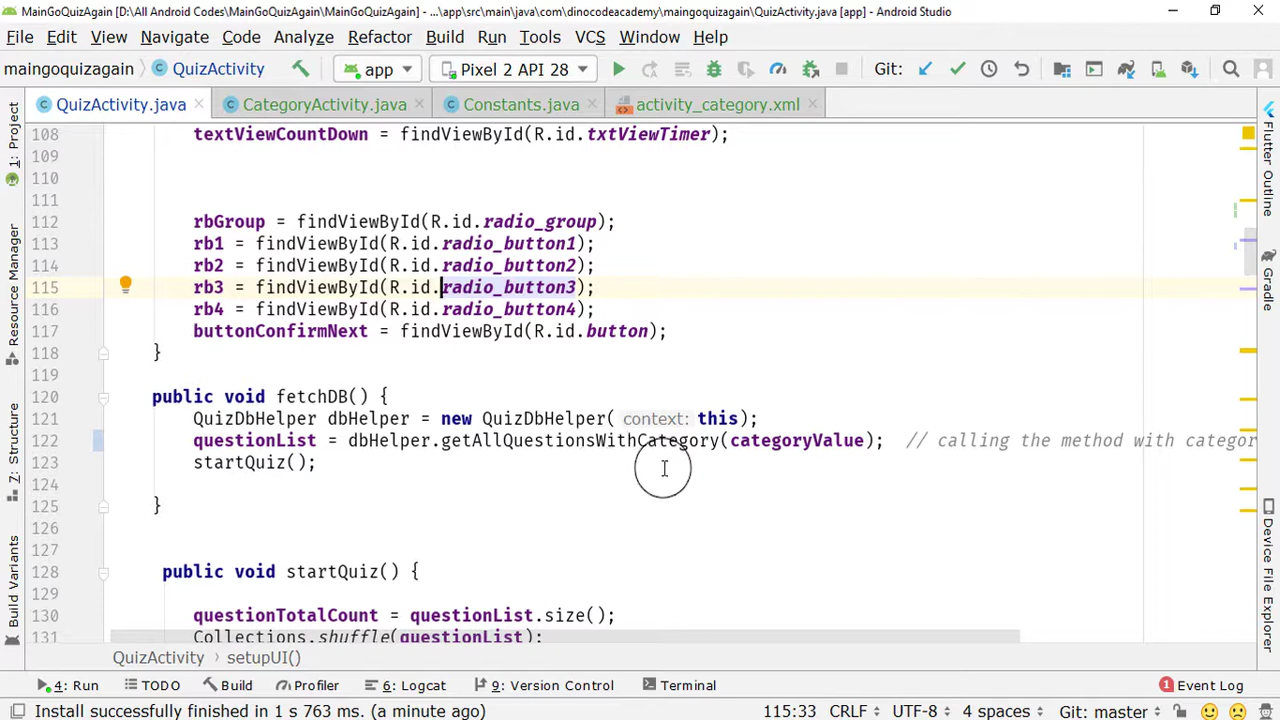 MainGoQuizAgain [D:\All Android Codes\MainGoQuizAgain\MainGoQuizAgain] - ...\app\src\main\java\com\dinocodeacademy\maingoquizagain\QuizActivity.java [app] - Android Studio
File Edit View Navigate Code Analyze Refactor Build Run Tools VCS Window Help
maingoquizagain QuizActivity app Pixel 2 API 28 Git:
QuizActivity.java CategoryActivity.java Constants.java activity_category.xml
1: Project
Resource Manager
7: Structure
Build Variants
108 textViewCountDown = findViewById(R.id.txtViewTimer);
109
110
111
112 rbGroup = findViewById(R.id.radio_group);
113 rb1 = findViewById(R.id.radio_button1);
114 rb2 = findViewById(R.id.radio_button2);
115 rb3 = findViewById(R.id.radio_button3);
116 rb4 = findViewById(R.id.radio_button4);
117 buttonConfirmNext = findViewById(R.id.button);
118 }
119
120 public void fetchDB() {
121 QuizDbHelper dbHelper = new QuizDbHelper( context: this);
122 questionList = dbHelper.getAllQuestionsWithCategory(categoryValue); // calling the method with categor
123 startQuiz();
124
125 }
126
127
128 public void startQuiz() {
129
130 questionTotalCount = questionList.size();
131 Collections.shuffle(questionList);
Flutter Outline
Gradle
Device File Explorer
QuizActivity setupUI()
4: Run TODO Build Profiler 6: Logcat 9: Version Control Terminal 1 Event Log
Install successfully finished in 1 s 763 ms. (a minute ago) 115:33 CRLF UTF-8 4 spaces Git: master